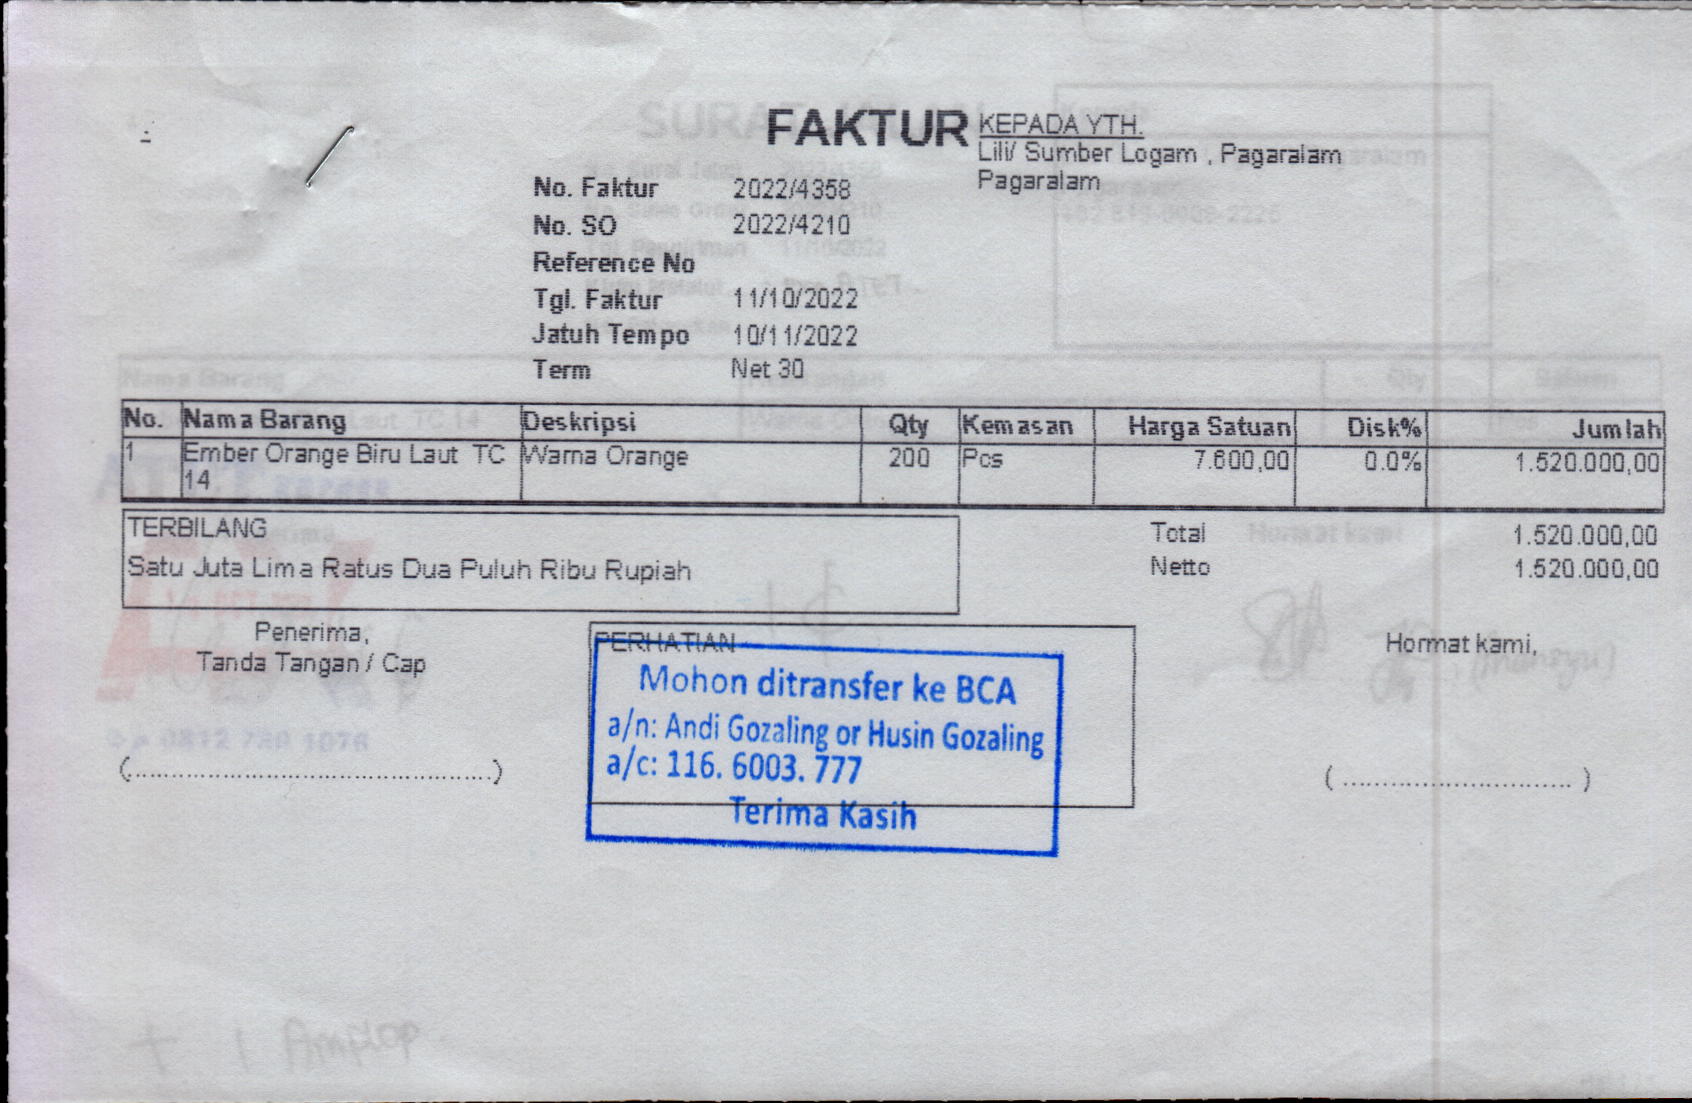 FAKTUR
KEPADA YTH.
Lili/ Sumber Logam , Pagaralam
Pagaralam
No. Faktur 2022/4358
No. SO 2022/4210
Reference No
Tgl. Faktur 11/10/2022
Jatuh Tempo 10/11/2022
Term Net 30
No. Nama Barang Deskripsi Qty Kemasan Harga Satuan Disk% Jumlah
1 Ember Orange Biru Laut TC 14 Warna Orange 200 Pcs 7.600,00 0.0% 1.520.000,00
TERBILANG
Satu Juta Lima Ratus Dua Puluh Ribu Rupiah
Total 1.520.000,00
Netto 1.520.000,00
Penerima,
Tanda Tangan / Cap
(............................................)
PERHATIAN
Mohon ditransfer ke BCA
a/n: Andi Gozaling or Husin Gozaling
a/c: 116. 6003. 777
Terima Kasih
Hormat kami,
( ............................ )
+ 1 Amplop